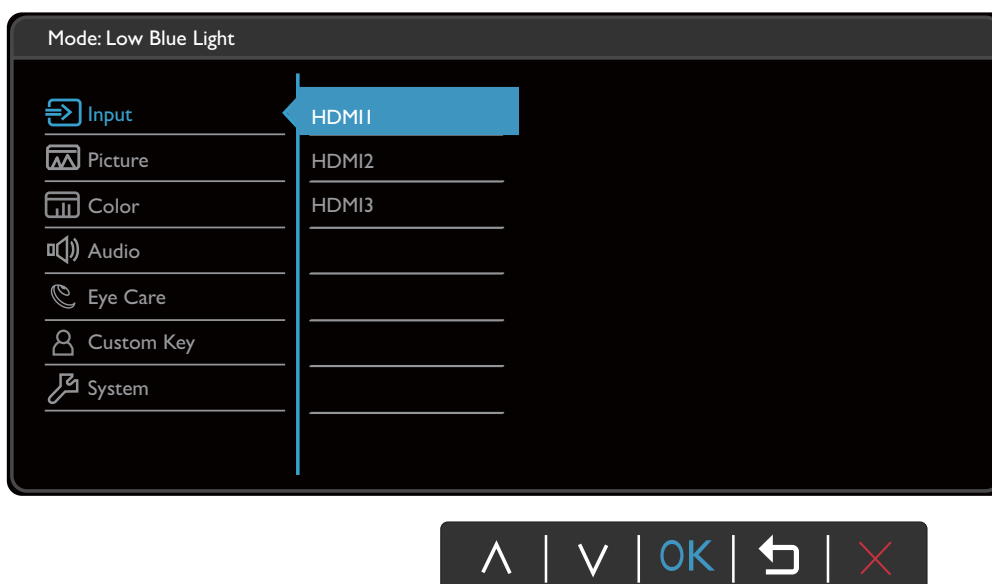 Mode: Low Blue Light
Input
HDMI1
Picture
HDMI2
Color
HDMI3
Audio
Eye Care
Custom Key
System
OK